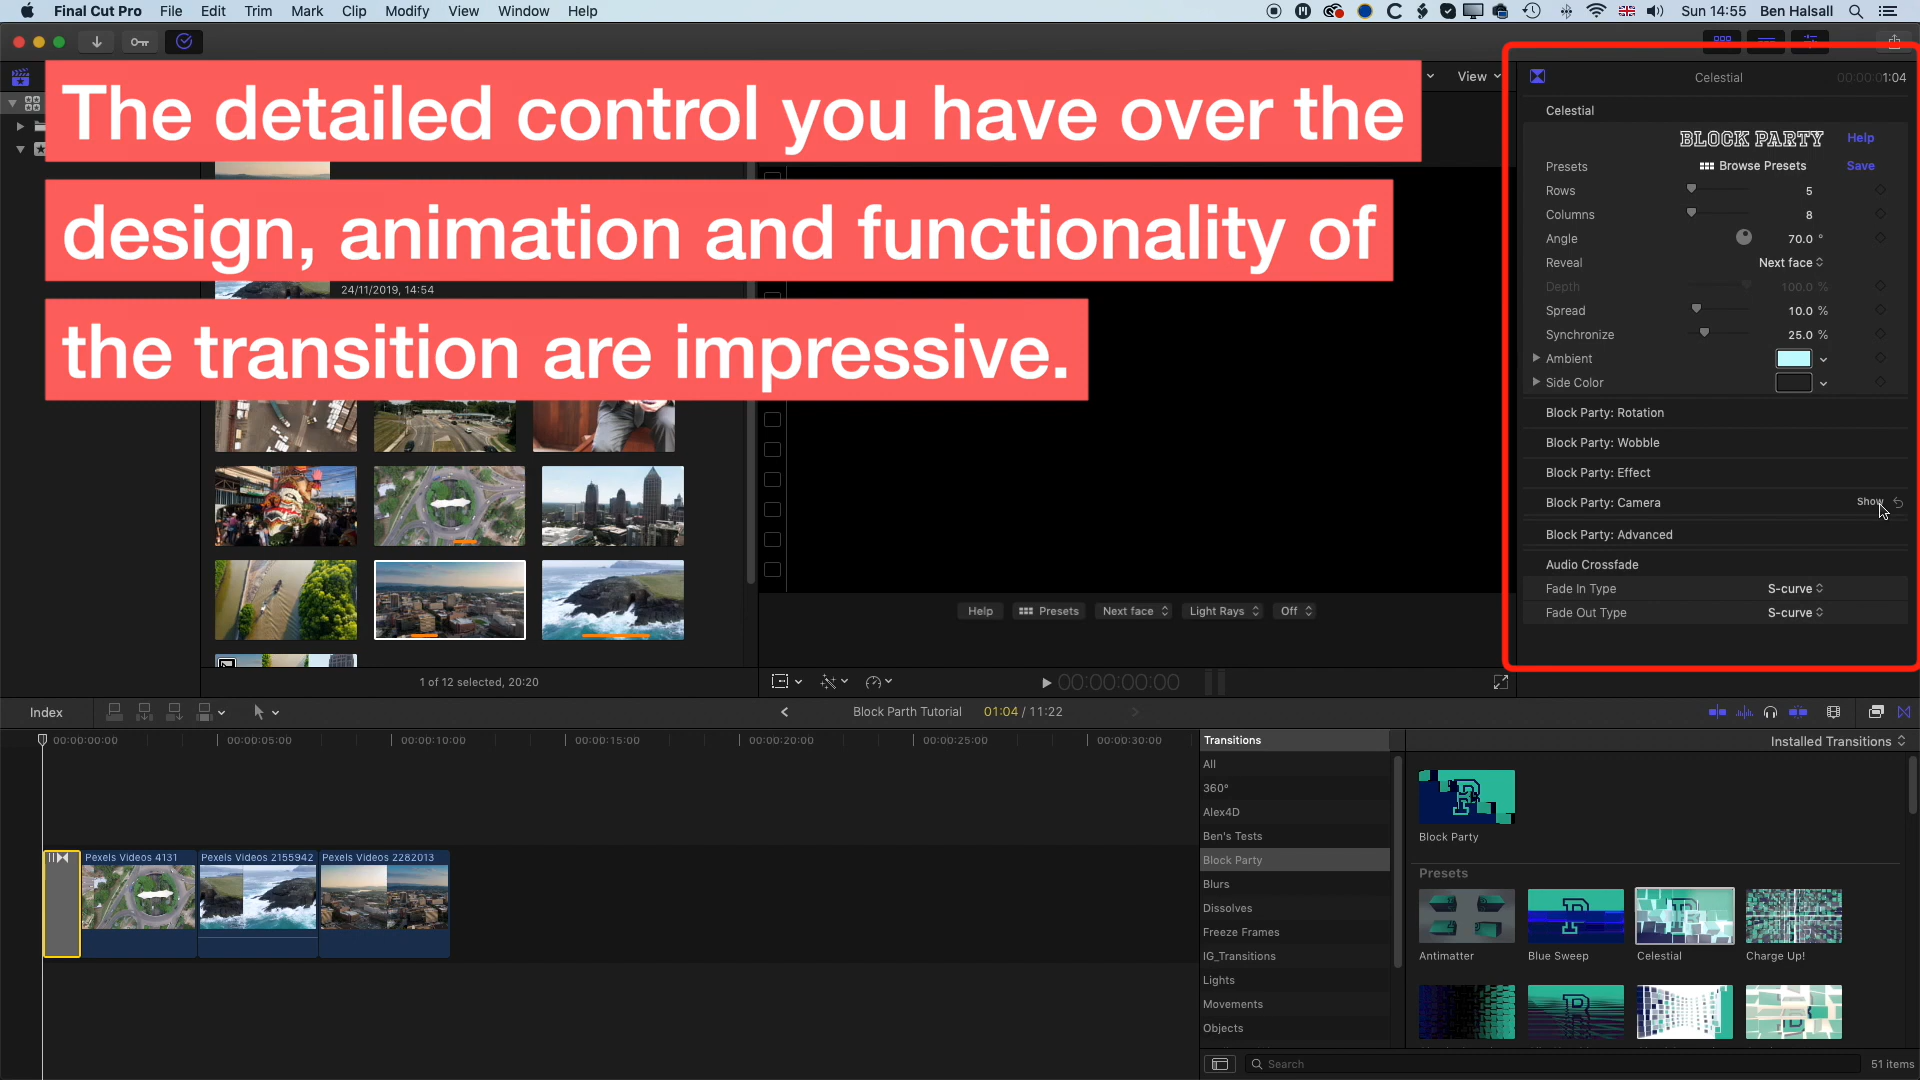 Final Cut Pro File Edit Trim Mark Clip Modify View Window Help Sun 14:55 Ben Halsall
View
Celestial 00:00:01:04
The detailed control you have over the
design, animation and functionality of
the transition are impressive.
24/11/2019, 14:54
1 of 12 selected, 20:20
Celestial
BLOCK PARTY Help
Presets Browse Presets Save
Rows 5
Columns 8
Angle 70.0 °
Reveal Next face
Depth 100.0 %
Spread 10.0 %
Synchronize 25.0 %
Ambient
Side Color
Block Party: Rotation
Block Party: Wobble
Block Party: Effect
Block Party: Camera Show
Block Party: Advanced
Audio Crossfade
Fade In Type S-curve
Fade Out Type S-curve
Help Presets Next face Light Rays Off
00:00:00:00
Index
Block Parth Tutorial 01:04 / 11:22
00:00:00:00 00:00:05:00 00:00:10:00 00:00:15:00 00:00:20:00 00:00:25:00 00:00:30:00
Pexels Videos 4131 Pexels Videos 2155942 Pexels Videos 2282013
Transitions
All
360°
Alex4D
Ben's Tests
Block Party
Blurs
Dissolves
Freeze Frames
IG_Transitions
Lights
Movements
Objects
Installed Transitions
Block Party
Presets
Antimatter Blue Sweep Celestial Charge Up!
Search 51 items